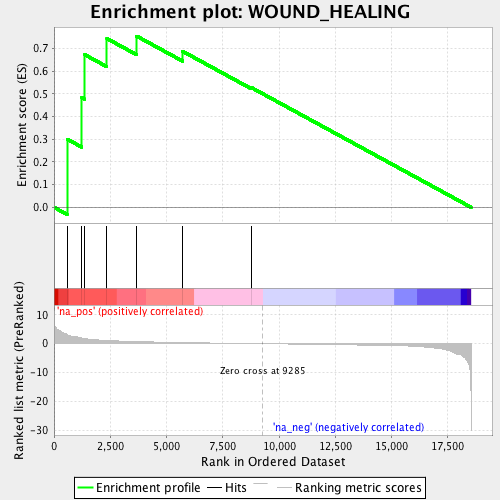 Enrichment plot: WOUND_HEALING
Enrichment score (ES)
0.7
0.6
0.5
0.4
0.3
0.2
0.1
0.0
'na_pos' (positively correlated)
Ranked list metric (PreRanked)
10
5
0
-5
-10
-20
-30
Zero cross at 9285
'na_neg' (negatively correlated)
0
2,500
5,000
7,500
10,000
12,500
15,000
17,500
Rank in Ordered Dataset
Enrichment profile
Hits
Ranking metric scores